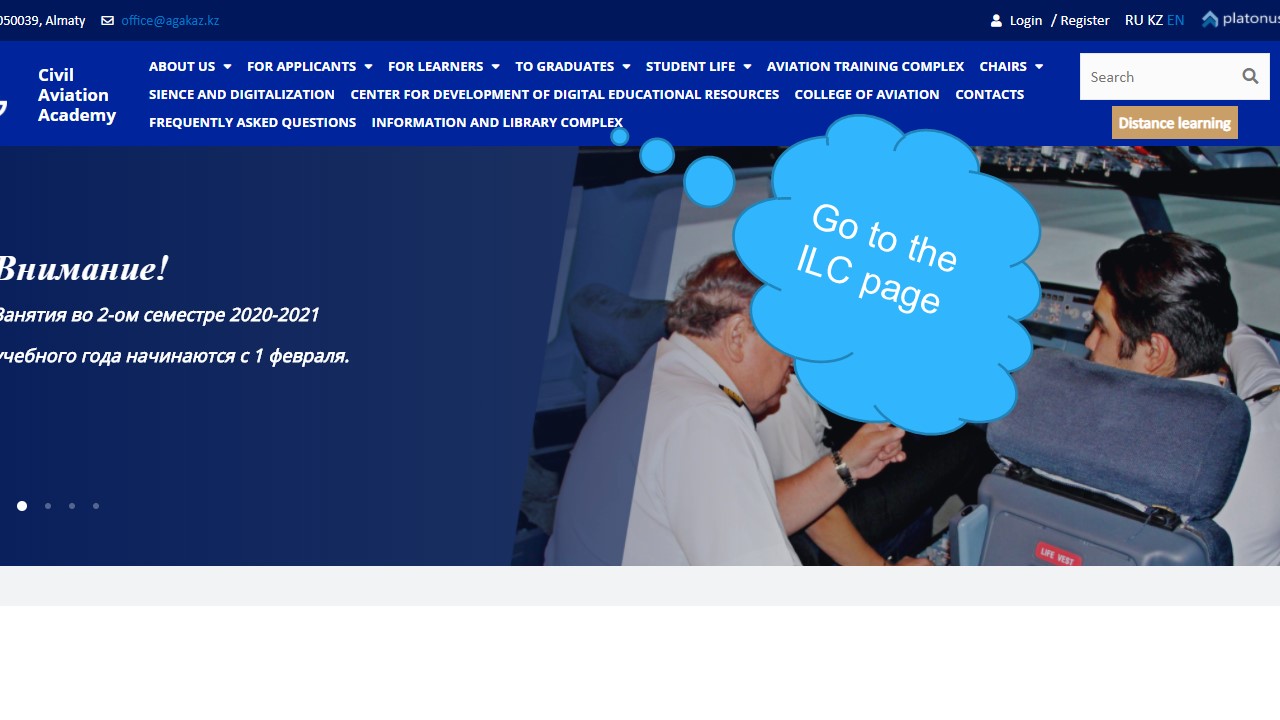 050039, Almaty office@agakaz.kz Login / Register RU KZ EN platonus
Civil
Aviation
Academy
ABOUT US FOR APPLICANTS FOR LEARNERS TO GRADUATES STUDENT LIFE AVIATION TRAINING COMPLEX CHAIRS
SIENCE AND DIGITALIZATION CENTER FOR DEVELOPMENT OF DIGITAL EDUCATIONAL RESOURCES COLLEGE OF AVIATION CONTACTS
FREQUENTLY ASKED QUESTIONS INFORMATION AND LIBRARY COMPLEX
Search
Distance learning
Go to the
ILC page
Внимание!
Занятия во 2-ом семестре 2020-2021
учебного года начинаются с 1 февраля.
LIFE VEST